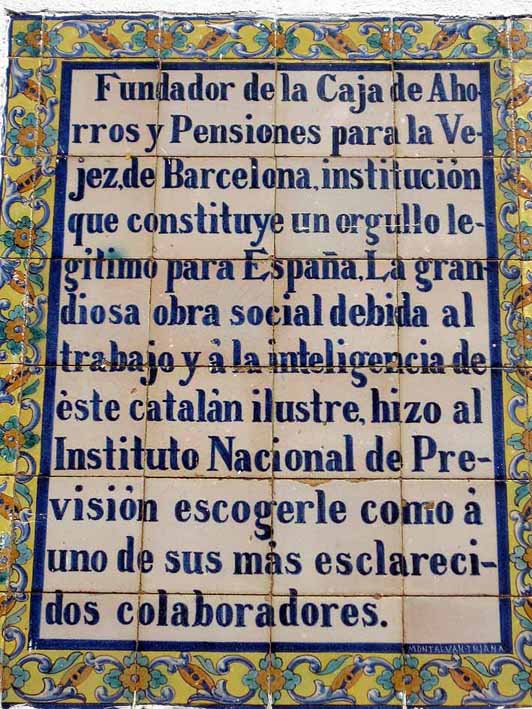 Fundador de la Caja de Aho-
rros y Pensiones para la Ve-
jez,de Barcelona,institución
que constituye un orgullo le-
gítimo para España.La gran-
diosa obra social debida al
trabajo y à la inteligencia de
èste catalàn ilustre,hizo al
Instituto Nacional de Pre-
visión escogerle como à
uno de sus màs esclareci-
dos colaboradores.
MONTALVAN-TRIANA